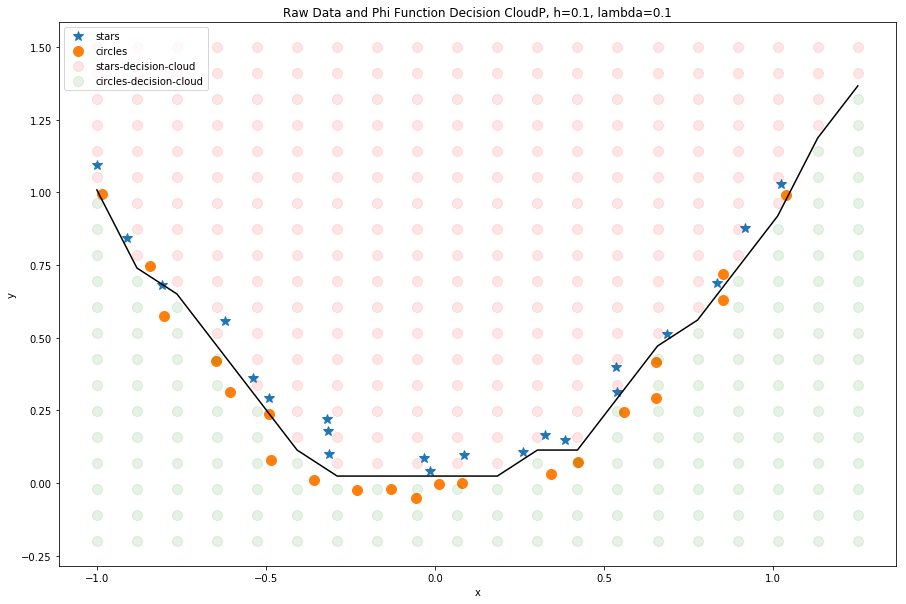 Raw Data and Phi Function Decision CloudP, h=0.1, lambda=0.1
stars
circles
stars-decision-cloud
circles-decision-cloud
1.50
1.25
1.00
0.75
0.50
0.25
0.00
−0.25
y
−1.0 −0.5 0.0 0.5 1.0
x